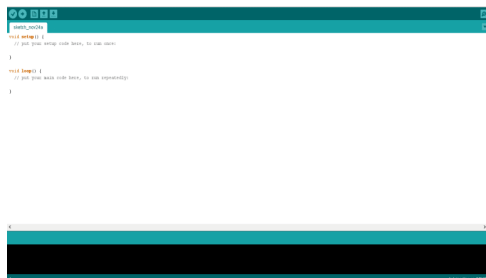 sketch_nov24a
void setup() {
// put your setup code here, to run once:
}
void loop() {
// put your main code here, to run repeatedly:
}